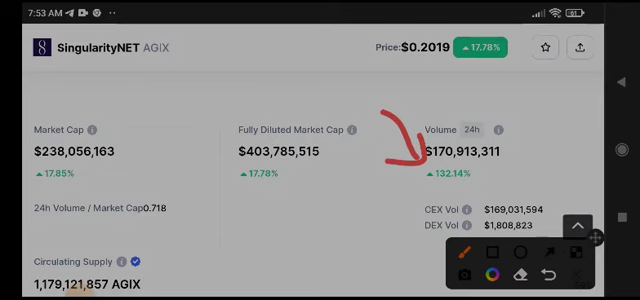 7:53 AM
SingularityNET AGIX
Price:$0.2019 17.78%
Market Cap
$238,056,163
17.85%
24h Volume / Market Cap0.718
Fully Diluted Market Cap
$403,785,515
17.78%
Volume 24h
$170,913,311
132.14%
CEX Vol $169,031,594
DEX Vol $1,808,823
Circulating Supply
1,179,121,857 AGIX